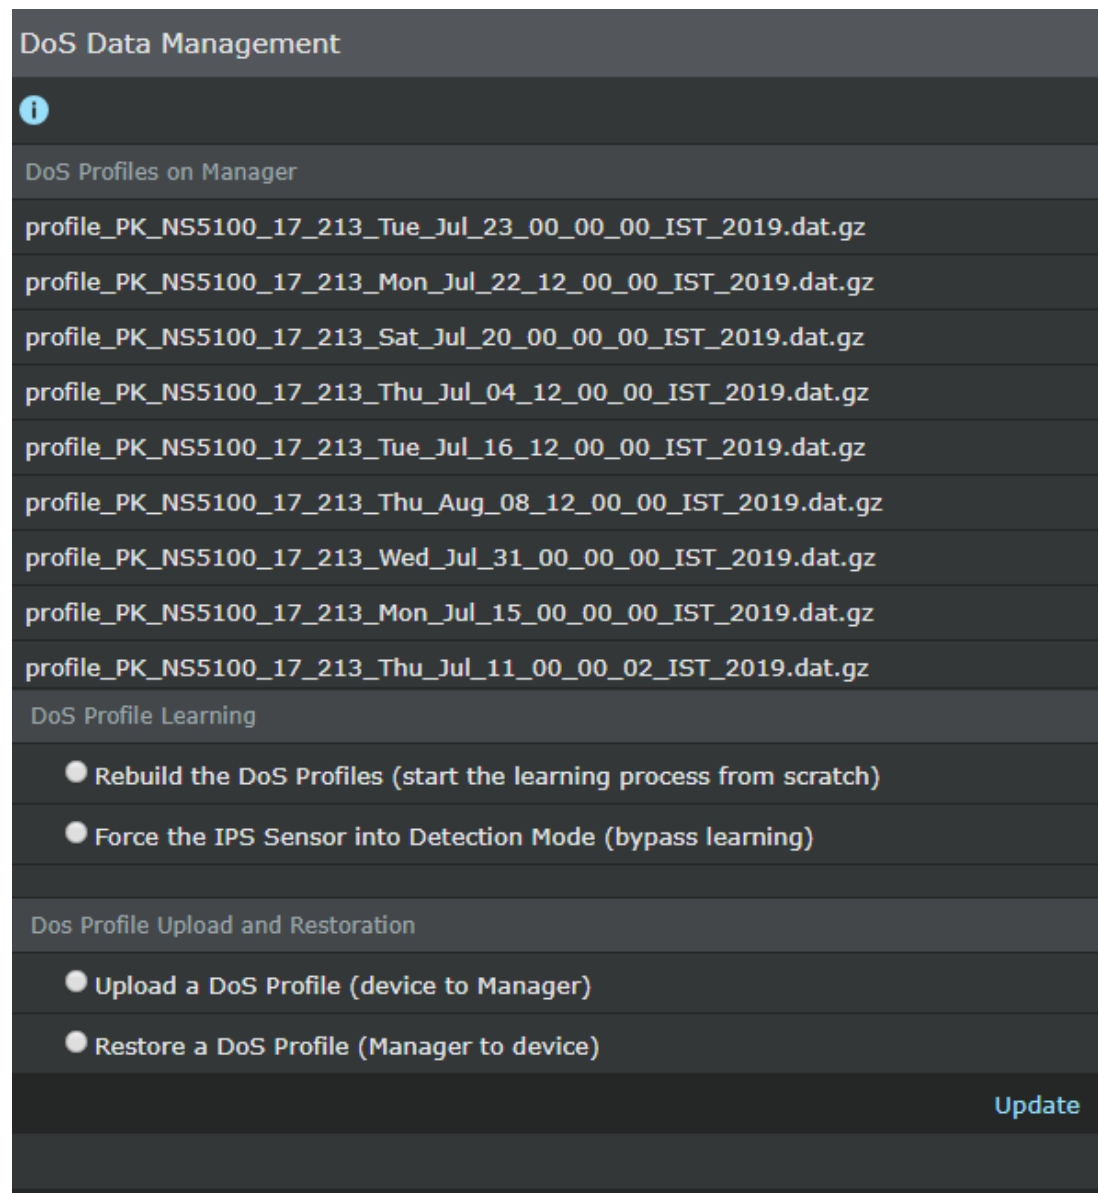 DoS Data Management
i
DoS Profiles on Manager
profile_PK_NS5100_17_213_Tue_Jul_23_00_00_00_IST_2019.dat.gz
profile_PK_NS5100_17_213_Mon_Jul_22_12_00_00_IST_2019.dat.gz
profile_PK_NS5100_17_213_Sat_Jul_20_00_00_00_IST_2019.dat.gz
profile_PK_NS5100_17_213_Thu_Jul_04_12_00_00_IST_2019.dat.gz
profile_PK_NS5100_17_213_Tue_Jul_16_12_00_00_IST_2019.dat.gz
profile_PK_NS5100_17_213_Thu_Aug_08_12_00_00_IST_2019.dat.gz
profile_PK_NS5100_17_213_Wed_Jul_31_00_00_00_IST_2019.dat.gz
profile_PK_NS5100_17_213_Mon_Jul_15_00_00_00_IST_2019.dat.gz
profile_PK_NS5100_17_213_Thu_Jul_11_00_00_02_IST_2019.dat.gz
DoS Profile Learning
Rebuild the DoS Profiles (start the learning process from scratch)
Force the IPS Sensor into Detection Mode (bypass learning)
Dos Profile Upload and Restoration
Upload a DoS Profile (device to Manager)
Restore a DoS Profile (Manager to device)
Update